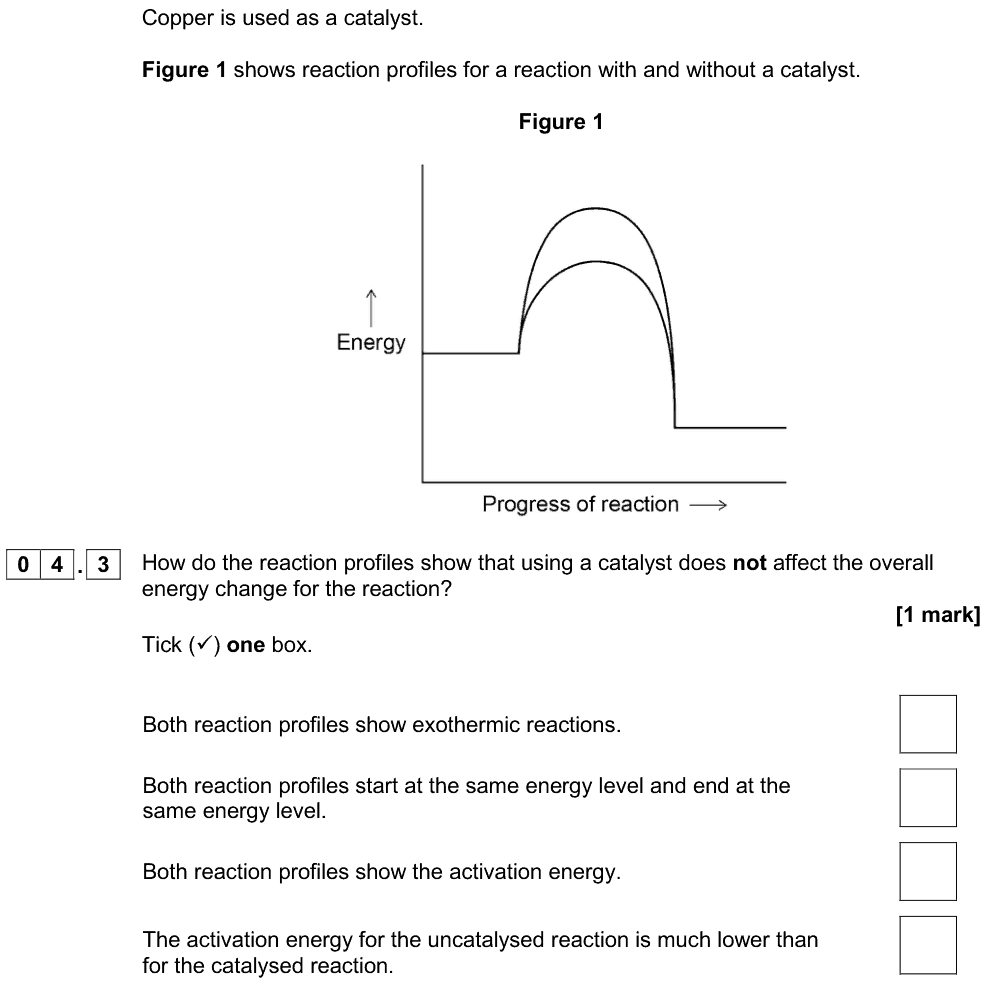 Copper is used as a catalyst.
Figure 1 shows reaction profiles for a reaction with and without a catalyst.
Figure 1
Energy
Progress of reaction
0 4 . 3 How do the reaction profiles show that using a catalyst does not affect the overall
energy change for the reaction?
[1 mark]
Tick (✓) one box.
Both reaction profiles show exothermic reactions.
Both reaction profiles start at the same energy level and end at the
same energy level.
Both reaction profiles show the activation energy.
The activation energy for the uncatalysed reaction is much lower than
for the catalysed reaction.